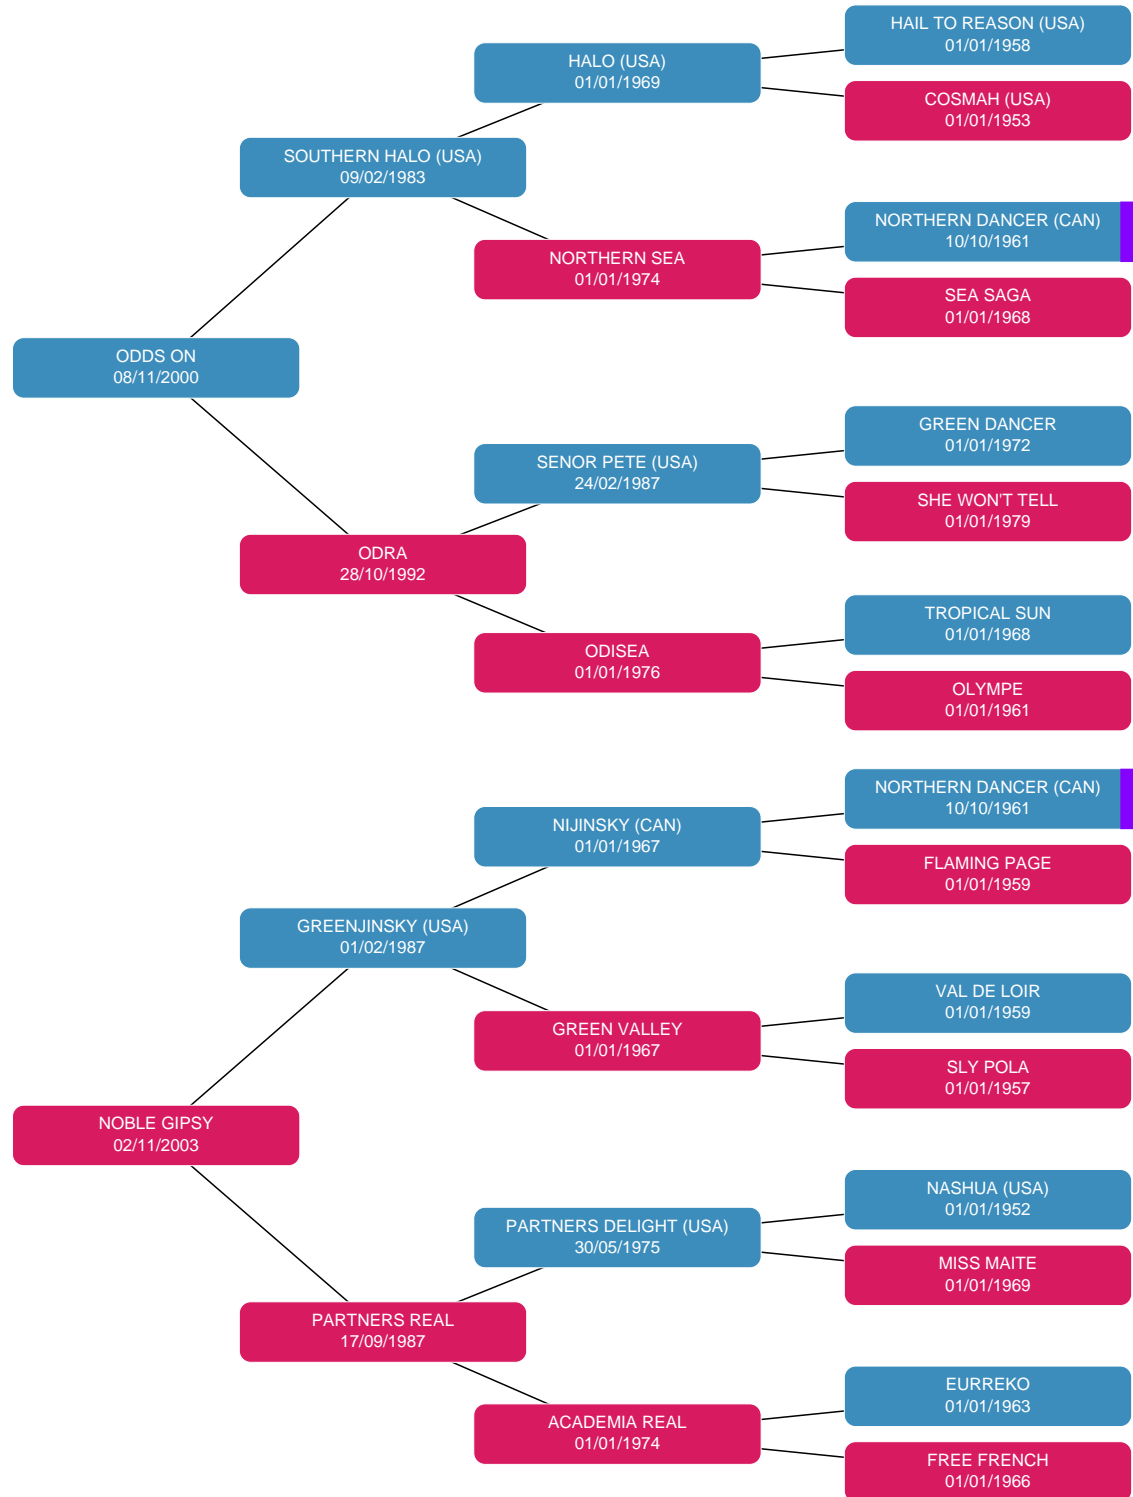 HAIL TO REASON (USA)
01/01/1958
HALO (USA)
01/01/1969
COSMAH (USA)
01/01/1953
SOUTHERN HALO (USA)
09/02/1983
NORTHERN DANCER (CAN)
10/10/1961
NORTHERN SEA
01/01/1974
SEA SAGA
01/01/1968
ODDS ON
08/11/2000
GREEN DANCER
01/01/1972
SENOR PETE (USA)
24/02/1987
SHE WON'T TELL
01/01/1979
ODRA
28/10/1992
TROPICAL SUN
01/01/1968
ODISEA
01/01/1976
OLYMPE
01/01/1961
NORTHERN DANCER (CAN)
10/10/1961
NIJINSKY (CAN)
01/01/1967
FLAMING PAGE
01/01/1959
GREENJINSKY (USA)
01/02/1987
VAL DE LOIR
01/01/1959
GREEN VALLEY
01/01/1967
SLY POLA
01/01/1957
NOBLE GIPSY
02/11/2003
NASHUA (USA)
01/01/1952
PARTNERS DELIGHT (USA)
30/05/1975
MISS MAITE
01/01/1969
PARTNERS REAL
17/09/1987
EURREKO
01/01/1963
ACADEMIA REAL
01/01/1974
FREE FRENCH
01/01/1966